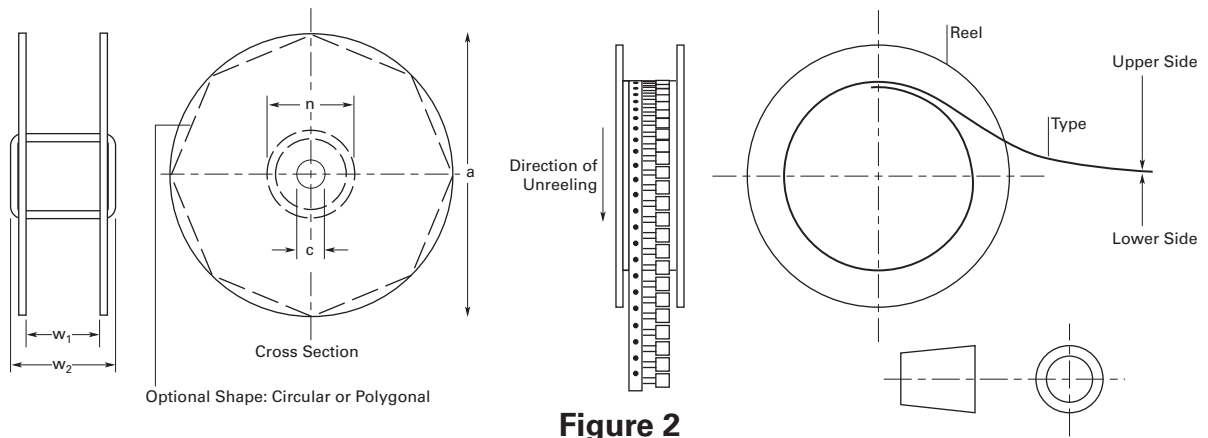 n
a
c
w1
w2
Cross Section
Optional Shape: Circular or Polygonal
Direction of
Unreeling
Reel
Upper Side
Type
Lower Side
Figure 2